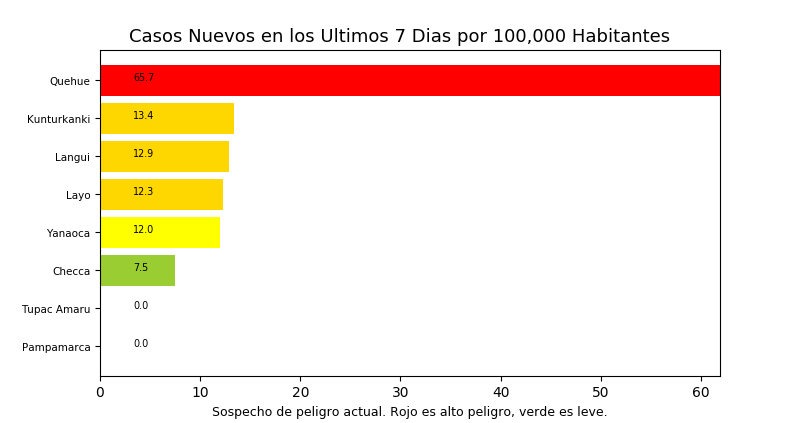 Casos Nuevos en los Ultimos 7 Dias por 100,000 Habitantes
Quehue 65.7
Kunturkanki 13.4
Langui 12.9
Layo 12.3
Yanaoca 12.0
Checca 7.5
Tupac Amaru 0.0
Pampamarca 0.0
0 10 20 30 40 50 60
Sospecho de peligro actual. Rojo es alto peligro, verde es leve.